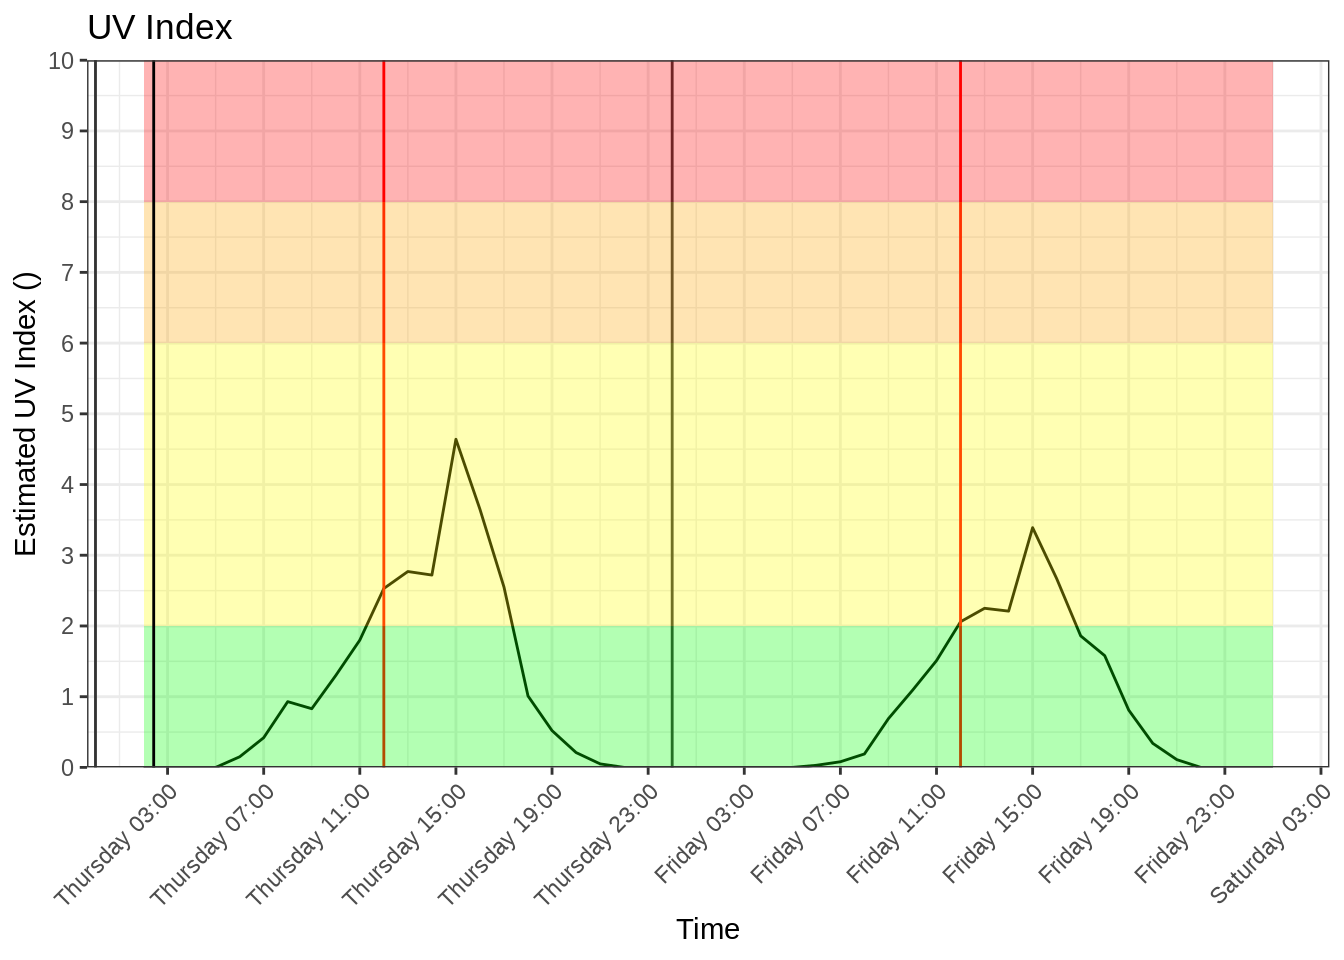 UV Index
Estimated UV Index ()
10
9
8
7
6
5
4
3
2
1
0
Thursday 03:00
Thursday 07:00
Thursday 11:00
Thursday 15:00
Thursday 19:00
Thursday 23:00
Friday 03:00
Friday 07:00
Friday 11:00
Friday 15:00
Friday 19:00
Friday 23:00
Saturday 03:00
Time